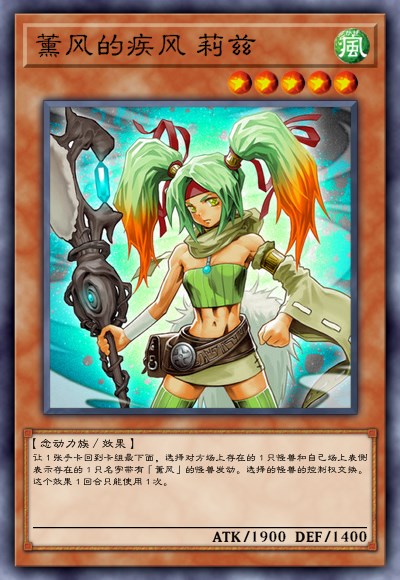 薰风的疾风 莉兹
風
【念动力族／效果】
让1张手卡回到卡组最下面，选择对方场上存在的1只怪兽和自己场上表侧
表示存在的1只名字带有「薰风」的怪兽发动。选择的怪兽的控制权交换。
这个效果1回合只能使用1次。
ATK/1900 DEF/1400